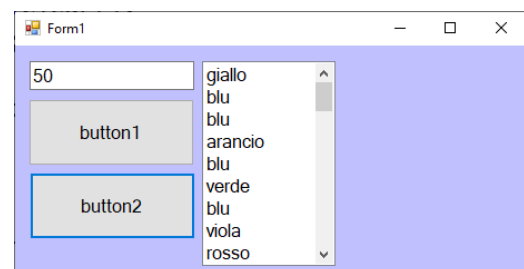 Form1
50
button1
button2
giallo
blu
blu
arancio
blu
verde
blu
viola
rosso